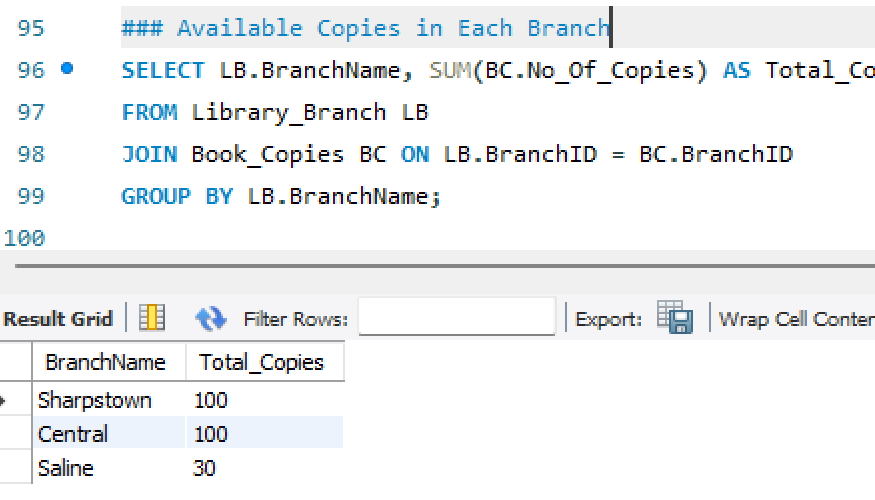 95 ### Available Copies in Each Branch
96 SELECT LB.BranchName, SUM(BC.No_Of_Copies) AS Total_Co
97 FROM Library_Branch LB
98 JOIN Book_Copies BC ON LB.BranchID = BC.BranchID
99 GROUP BY LB.BranchName;
100
Result Grid Filter Rows: Export: Wrap Cell Conten
BranchName Total_Copies
Sharpstown 100
Central 100
Saline 30